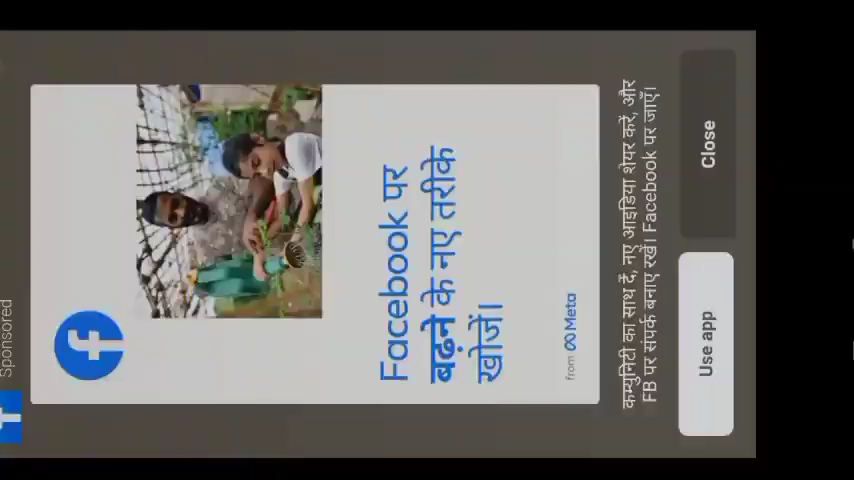 Sponsored
Facebook पर
बढ़ने के नए तरीके
खोजें।
from Meta
कम्युनिटी का साथ दें, नए आइडिया शेयर करें, और
FB पर संपर्क बनाए रखें। Facebook पर जाएँ।
Use app
Close